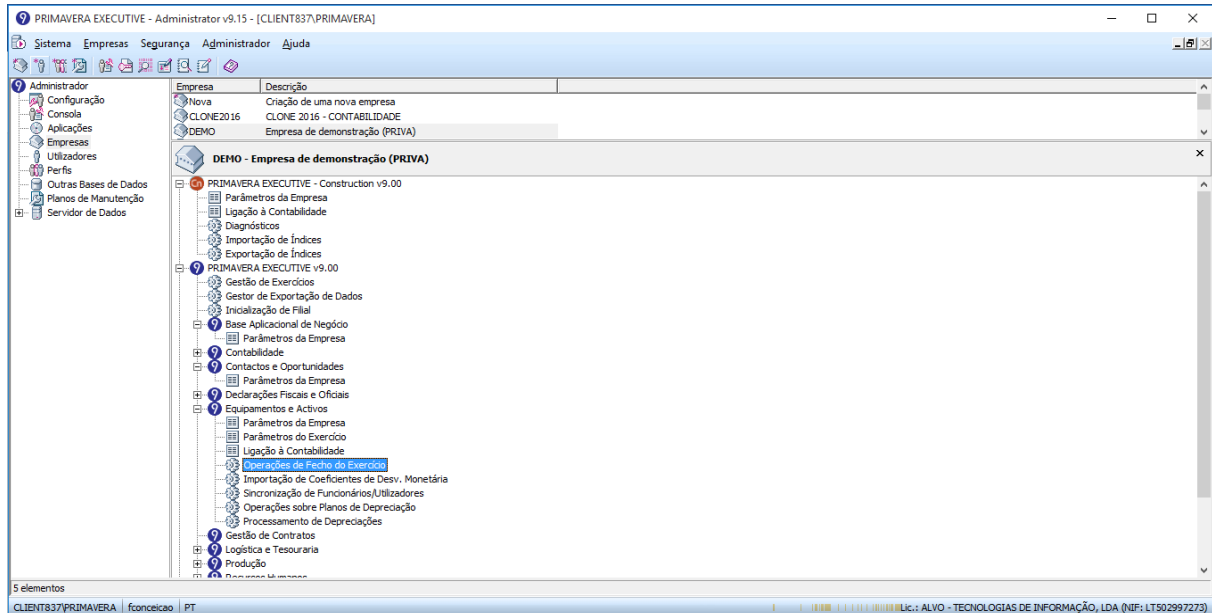 PRIMAVERA EXECUTIVE - Administrator v9.15 - [CLIENT837\PRIMAVERA]
Sistema Empresas Segurança Administrador Ajuda
Administrador
Configuração
Consola
Aplicações
Empresas
Utilizadores
Perfis
Outras Bases de Dados
Planos de Manutenção
Servidor de Dados
Empresa Descrição
Nova Criação de uma nova empresa
CLONE2016 CLONE 2016 - CONTABILIDADE
DEMO Empresa de demonstração (PRIVA)
DEMO - Empresa de demonstração (PRIVA)
PRIMAVERA EXECUTIVE - Construction v9.00
Parâmetros da Empresa
Ligação à Contabilidade
Diagnósticos
Importação de Índices
Exportação de Índices
PRIMAVERA EXECUTIVE v9.00
Gestão de Exercícios
Gestor de Exportação de Dados
Inicialização de Filial
Base Aplicacional de Negócio
Parâmetros da Empresa
Contabilidade
Contactos e Oportunidades
Parâmetros da Empresa
Declarações Fiscais e Oficiais
Equipamentos e Activos
Parâmetros da Empresa
Parâmetros do Exercício
Ligação à Contabilidade
Operações de Fecho do Exercício
Importação de Coeficientes de Desv. Monetária
Sincronização de Funcionários/Utilizadores
Operações sobre Planos de Depreciação
Processamento de Depreciações
Gestão de Contratos
Logística e Tesouraria
Produção
Recursos Humanos
5 elementos
CLIENT837\PRIMAVERA fconceicao PT Lic.: ALVO - TECNOLOGIAS DE INFORMAÇÃO, LDA (NIF: LT502997273)